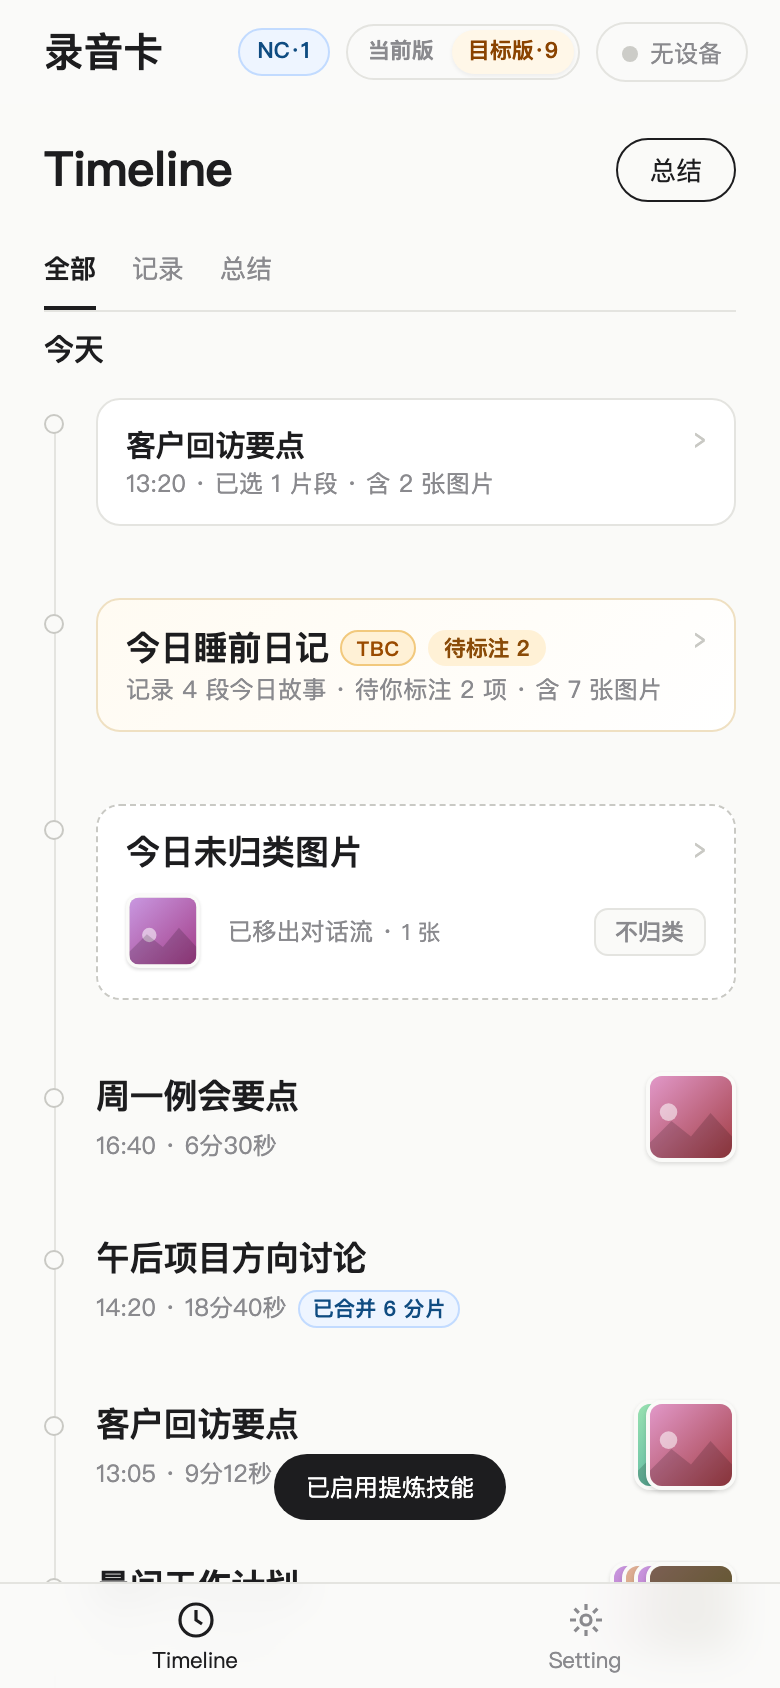 录音卡 NC·1 当前版 目标版·9 无设备
Timeline 总结
全部 记录 总结
今天
客户回访要点
13:20 · 已选 1 片段 · 含 2 张图片
今日睡前日记 TBC 待标注 2
记录 4 段今日故事 · 待你标注 2 项 · 含 7 张图片
今日未归类图片
已移出对话流 · 1 张 不归类
周一例会要点
16:40 · 6分30秒
午后项目方向讨论
14:20 · 18分40秒 已合并 6 分片
客户回访要点
13:05 · 9分12秒
已启用提炼技能
晨间工作计划
Timeline Setting